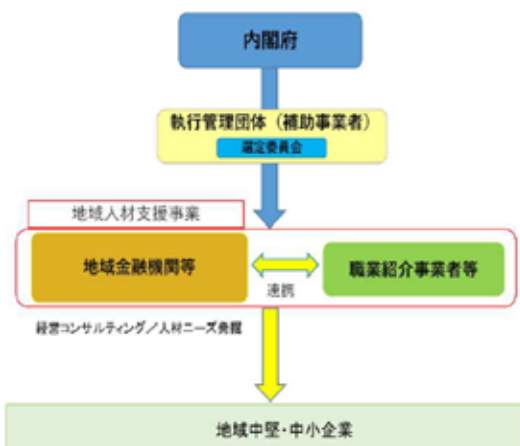 内閣府
執行管理団体（補助事業者）
選定委員会
地域人材支援事業
地域金融機関等
連携
職業紹介事業者等
経営コンサルティング／人材ニーズ発掘
地域中堅・中小企業